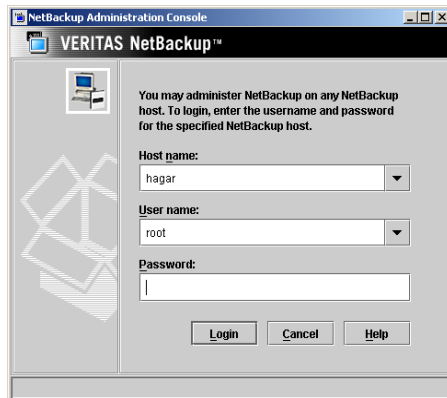 NetBackup Administration Console
VERITAS NetBackup™
You may administer NetBackup on any NetBackup
host. To login, enter the username and password
for the specified NetBackup host.
Host name:
hagar
User name:
root
Password:
Login Cancel Help